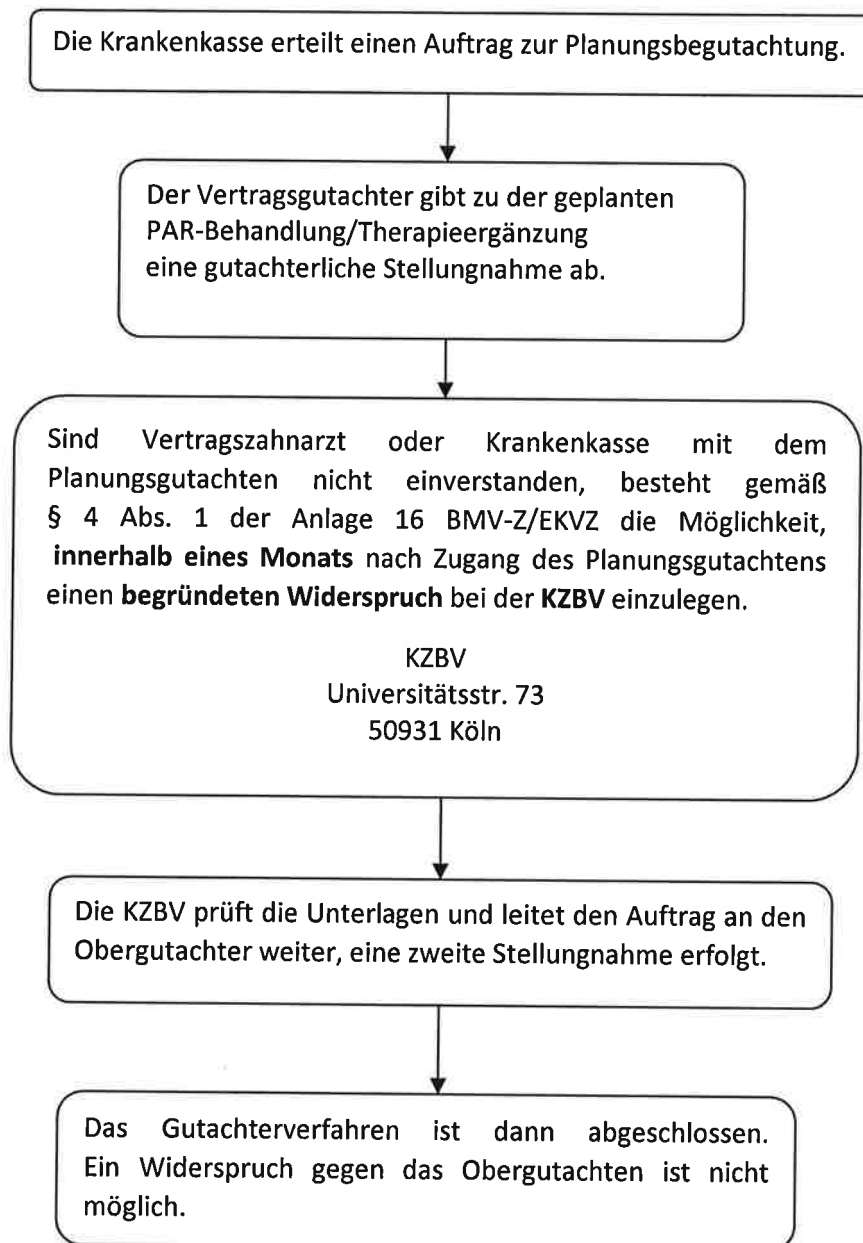 Die Krankenkasse erteilt einen Auftrag zur Planungsbegutachtung.
Der Vertragsgutachter gibt zu der geplanten
PAR-Behandlung/Therapieergänzung
eine gutachterliche Stellungnahme ab.
Sind Vertragszahnarzt oder Krankenkasse mit dem
Planungsgutachten nicht einverstanden, besteht gemäß
§ 4 Abs. 1 der Anlage 16 BMV-Z/EKVZ die Möglichkeit,
innerhalb eines Monats nach Zugang des Planungsgutachtens
einen begründeten Widerspruch bei der KZBV einzulegen.
KZBV
Universitätsstr. 73
50931 Köln
Die KZBV prüft die Unterlagen und leitet den Auftrag an den
Obergutachter weiter, eine zweite Stellungnahme erfolgt.
Das Gutachterverfahren ist dann abgeschlossen.
Ein Widerspruch gegen das Obergutachten ist nicht
möglich.